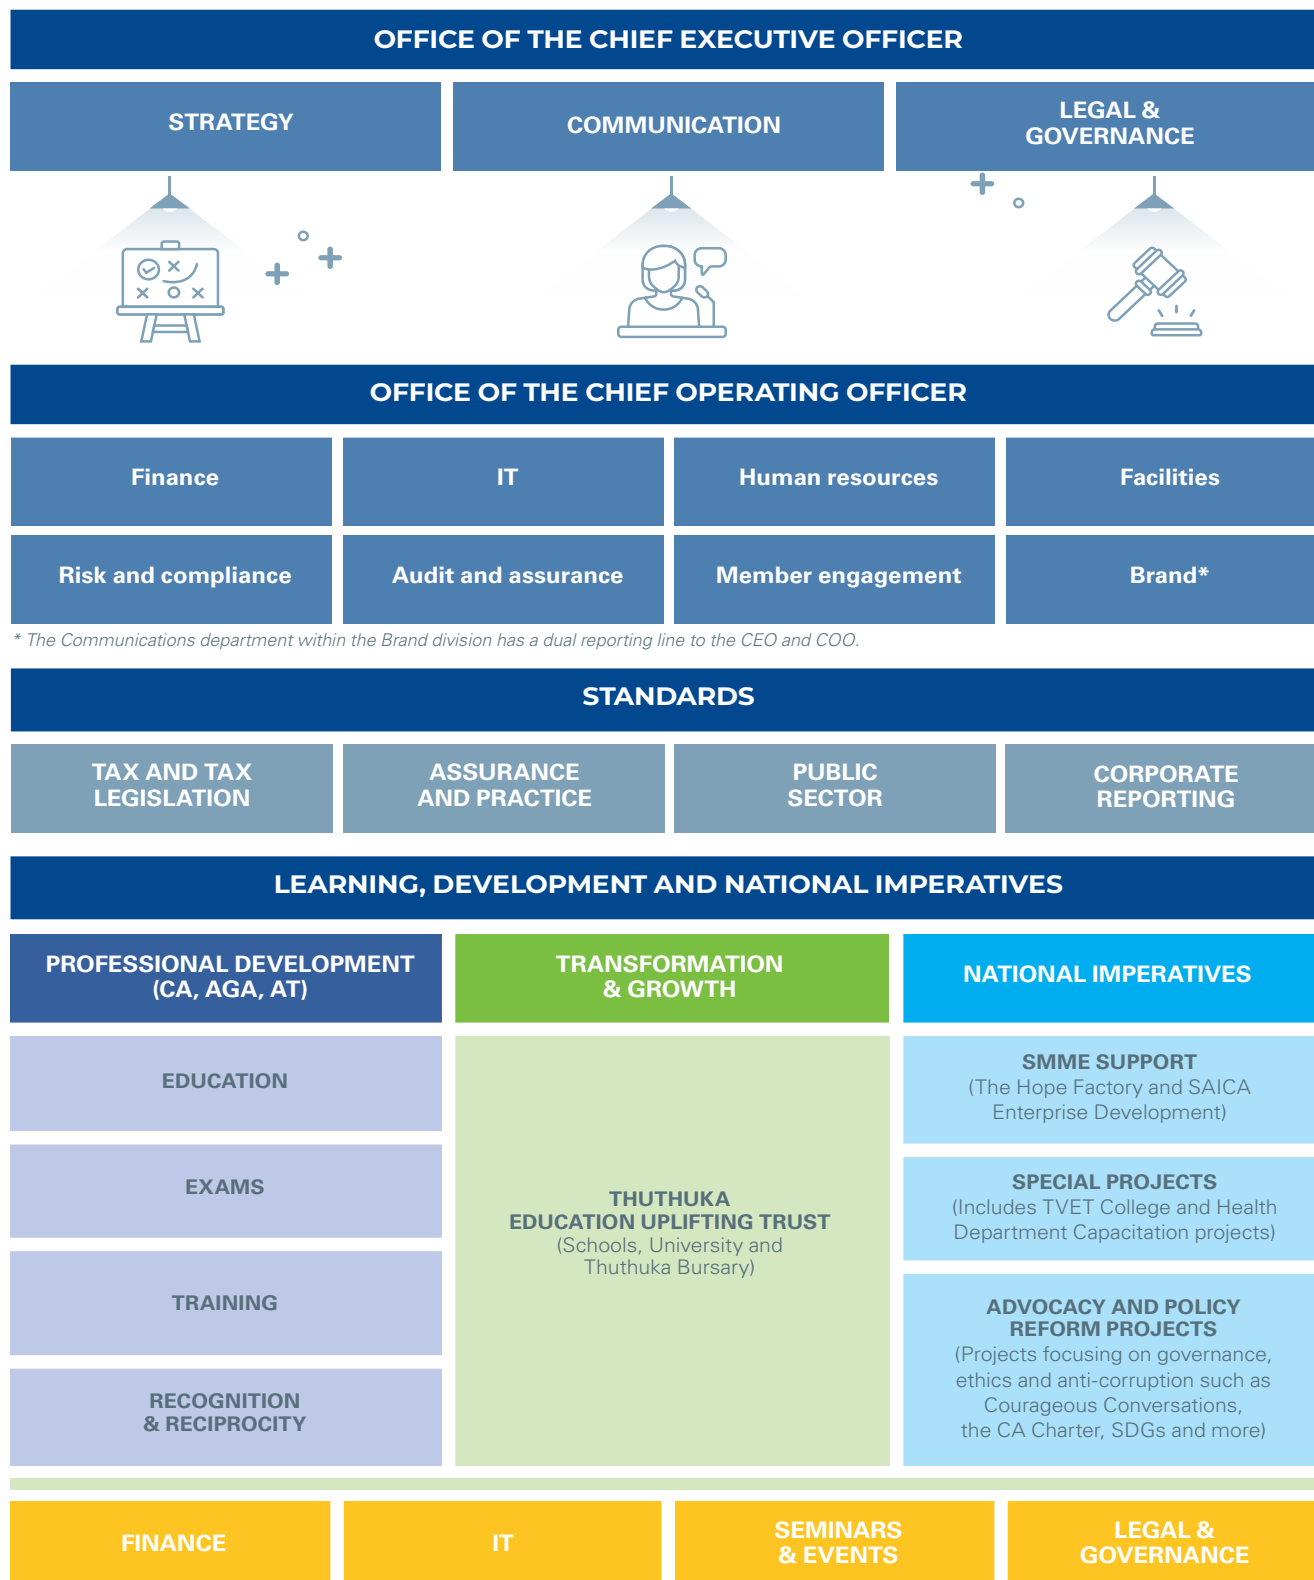 OFFICE OF THE CHIEF EXECUTIVE OFFICER
STRATEGY
COMMUNICATION
LEGAL &
GOVERNANCE
OFFICE OF THE CHIEF OPERATING OFFICER
Finance
IT
Human resources
Facilities
Risk and compliance
Audit and assurance
Member engagement
Brand*
* The Communications department within the Brand division has a dual reporting line to the CEO and COO.
STANDARDS
TAX AND TAX
LEGISLATION
ASSURANCE
AND PRACTICE
PUBLIC
SECTOR
CORPORATE
REPORTING
LEARNING, DEVELOPMENT AND NATIONAL IMPERATIVES
PROFESSIONAL DEVELOPMENT
(CA, AGA, AT)
EDUCATION
EXAMS
TRAINING
RECOGNITION
& RECIPROCITY
TRANSFORMATION
& GROWTH
THUTHUKA
EDUCATION UPLIFTING TRUST
(Schools, University and
Thuthuka Bursary)
NATIONAL IMPERATIVES
SMME SUPPORT
(The Hope Factory and SAICA
Enterprise Development)
SPECIAL PROJECTS
(Includes TVET College and Health
Department Capacitation projects)
ADVOCACY AND POLICY
REFORM PROJECTS
(Projects focusing on governance,
ethics and anti-corruption such as
Courageous Conversations,
the CA Charter, SDGs and more)
FINANCE
IT
SEMINARS
& EVENTS
LEGAL &
GOVERNANCE